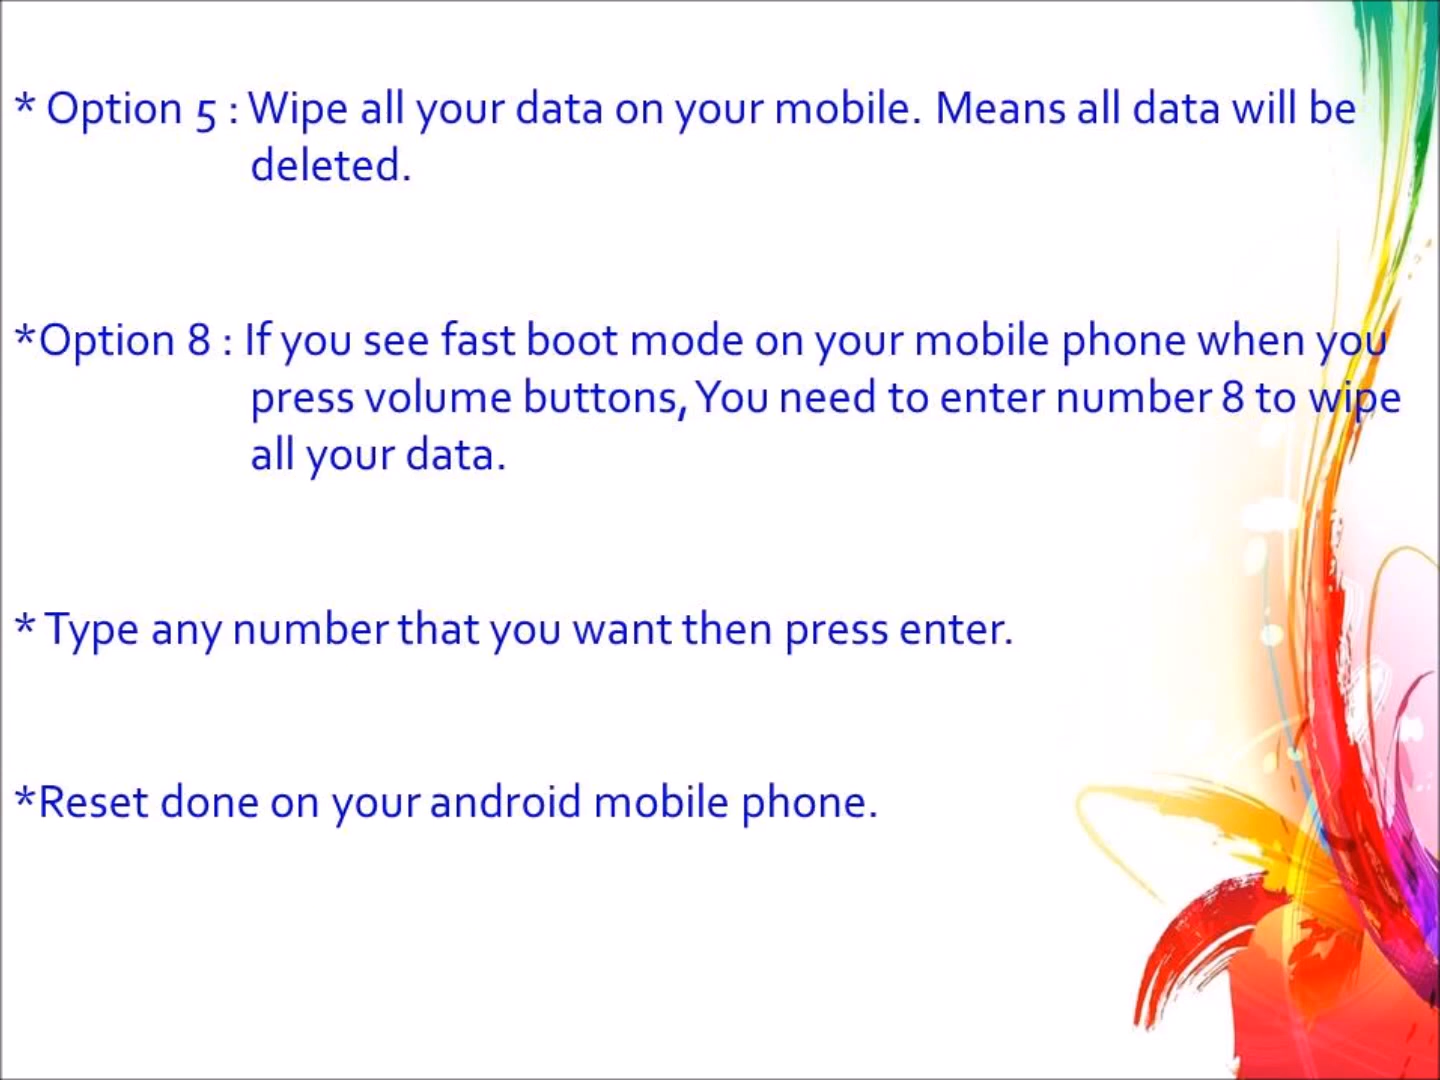 * Option 5 : Wipe all your data on your mobile. Means all data will be
deleted.
*Option 8 : If you see fast boot mode on your mobile phone when you
press volume buttons, You need to enter number 8 to wipe
all your data.
* Type any number that you want then press enter.
*Reset done on your android mobile phone.